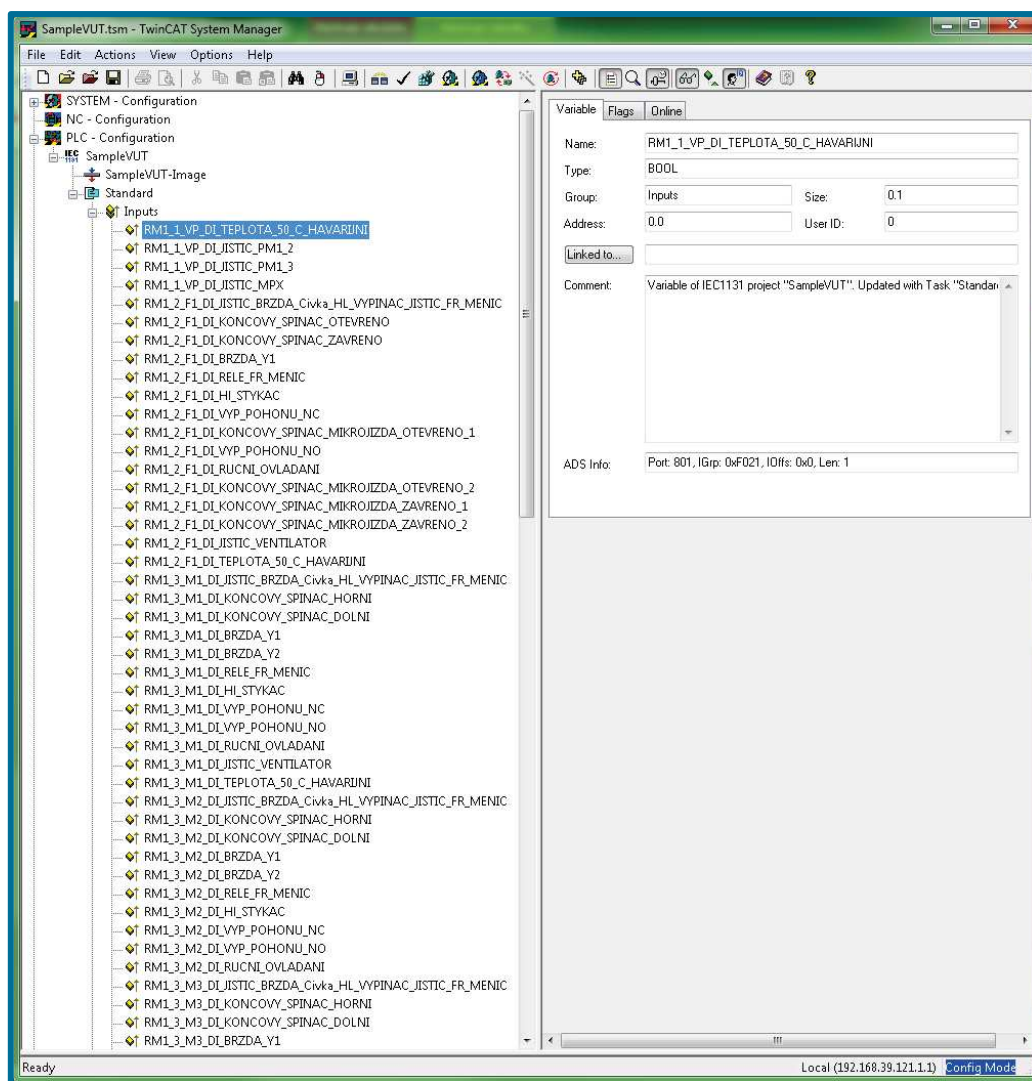 SampleVUT.tsm - TwinCAT System Manager
File Edit Actions View Options Help
SYSTEM - Configuration
NC - Configuration
PLC - Configuration
SampleVUT
SampleVUT-Image
Standard
Inputs
RM1_1_VP_DI_TEPLOTA_50_C_HAVARIJNI
RM1_1_VP_DI_JISTIC_PM1_2
RM1_1_VP_DI_JISTIC_PM1_3
RM1_1_VP_DI_JISTIC_MPX
RM1_2_F1_DI_JISTIC_BRZDA_Civka_HL_VYPINAC_JISTIC_FR_MENIC
RM1_2_F1_DI_KONCOVY_SPINAC_OTEVRENO
RM1_2_F1_DI_KONCOVY_SPINAC_ZAVRENO
RM1_2_F1_DI_BRZDA_Y1
RM1_2_F1_DI_RELE_FR_MENIC
RM1_2_F1_DI_HI_STYKAC
RM1_2_F1_DI_VYP_POHONU_NC
RM1_2_F1_DI_KONCOVY_SPINAC_MIKROJIZDA_OTEVRENO_1
RM1_2_F1_DI_VYP_POHONU_NO
RM1_2_F1_DI_RUCNI_OVLADANI
RM1_2_F1_DI_KONCOVY_SPINAC_MIKROJIZDA_OTEVRENO_2
RM1_2_F1_DI_KONCOVY_SPINAC_MIKROJIZDA_ZAVRENO_1
RM1_2_F1_DI_KONCOVY_SPINAC_MIKROJIZDA_ZAVRENO_2
RM1_2_F1_DI_JISTIC_VENTILATOR
RM1_2_F1_DI_TEPLOTA_50_C_HAVARIJNI
RM1_3_M1_DI_JISTIC_BRZDA_Civka_HL_VYPINAC_JISTIC_FR_MENIC
RM1_3_M1_DI_KONCOVY_SPINAC_HORNI
RM1_3_M1_DI_KONCOVY_SPINAC_DOLNI
RM1_3_M1_DI_BRZDA_Y1
RM1_3_M1_DI_BRZDA_Y2
RM1_3_M1_DI_RELE_FR_MENIC
RM1_3_M1_DI_HI_STYKAC
RM1_3_M1_DI_VYP_POHONU_NC
RM1_3_M1_DI_VYP_POHONU_NO
RM1_3_M1_DI_RUCNI_OVLADANI
RM1_3_M1_DI_JISTIC_VENTILATOR
RM1_3_M1_DI_TEPLOTA_50_C_HAVARIJNI
RM1_3_M2_DI_JISTIC_BRZDA_Civka_HL_VYPINAC_JISTIC_FR_MENIC
RM1_3_M2_DI_KONCOVY_SPINAC_HORNI
RM1_3_M2_DI_KONCOVY_SPINAC_DOLNI
RM1_3_M2_DI_BRZDA_Y1
RM1_3_M2_DI_BRZDA_Y2
RM1_3_M2_DI_RELE_FR_MENIC
RM1_3_M2_DI_HI_STYKAC
RM1_3_M2_DI_VYP_POHONU_NC
RM1_3_M2_DI_VYP_POHONU_NO
RM1_3_M2_DI_RUCNI_OVLADANI
RM1_3_M3_DI_JISTIC_BRZDA_Civka_HL_VYPINAC_JISTIC_FR_MENIC
RM1_3_M3_DI_KONCOVY_SPINAC_HORNI
RM1_3_M3_DI_KONCOVY_SPINAC_DOLNI
RM1_3_M3_DI_BRZDA_Y1
Variable Flags Online
Name: RM1_1_VP_DI_TEPLOTA_50_C_HAVARIJNI
Type: BOOL
Group: Inputs Size: 0.1
Address: 0.0 User ID: 0
Linked to...
Comment: Variable of IEC1131 project "SampleVUT". Updated with Task "Standar
ADS Info: Port: 801, IGrp: 0xF021, IOffs: 0x0, Len: 1
Ready Local (192.168.39.121.1.1) Config Mode